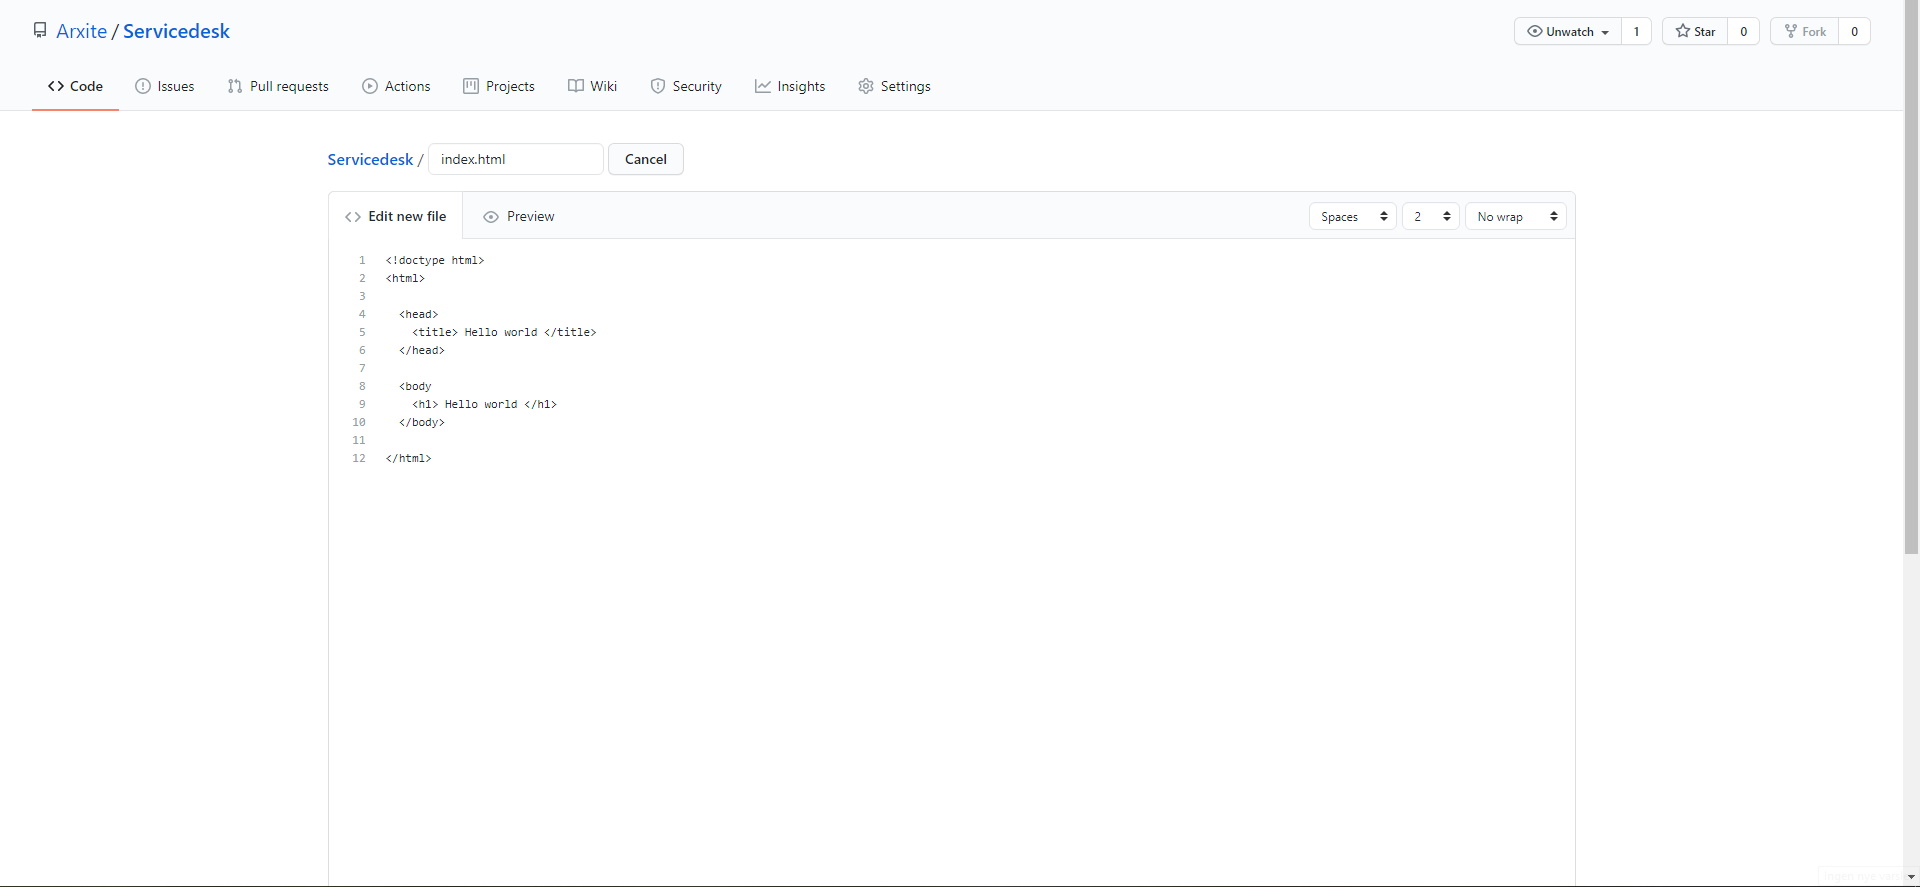 Arxite / Servicedesk
Unwatch 1 Star 0 Fork 0
Code Issues Pull requests Actions Projects Wiki Security Insights Settings
Servicedesk / index.html Cancel
Edit new file Preview Spaces 2 No wrap
1 <!doctype html>
2 <html>
3
4 <head>
5 <title> Hello world </title>
6 </head>
7
8 <body
9 <h1> Hello world </h1>
10 </body>
11
12 </html>